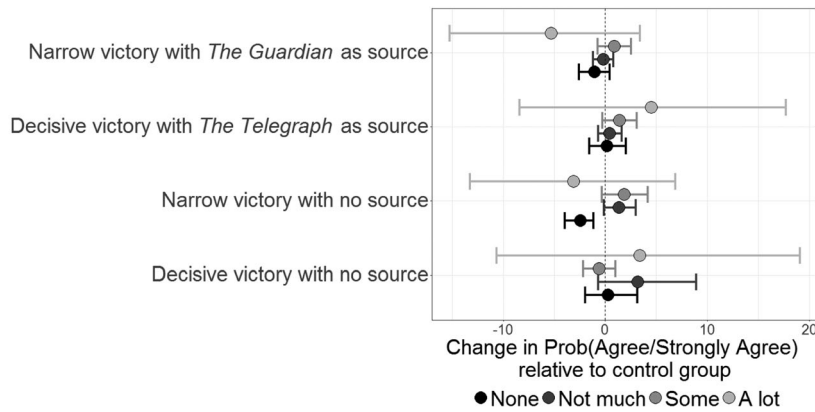 Narrow victory with The Guardian as source
Decisive victory with The Telegraph as source
Narrow victory with no source
Decisive victory with no source
-10 0 10 20
Change in Prob(Agree/Strongly Agree)
relative to control group
None Not much Some A lot